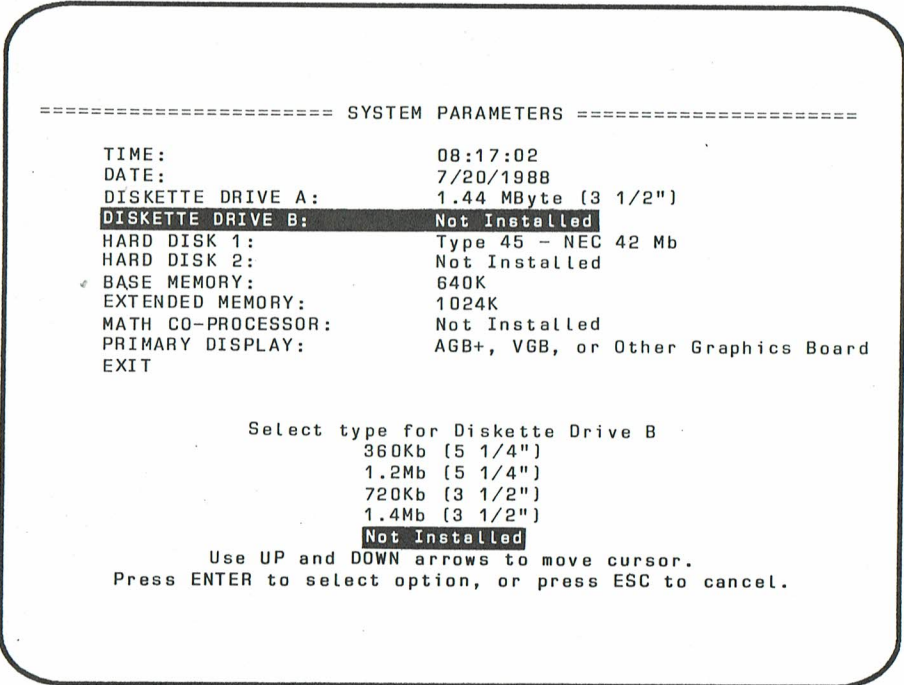 ====================== SYSTEM PARAMETERS ======================
TIME: 08:17:02
DATE: 7/20/1988
DISKETTE DRIVE A: 1.44 MByte (3 1/2")
DISKETTE DRIVE B: Not Installed
HARD DISK 1: Type 45 - NEC 42 Mb
HARD DISK 2: Not Installed
BASE MEMORY: 640K
EXTENDED MEMORY: 1024K
MATH CO-PROCESSOR: Not Installed
PRIMARY DISPLAY: AGB+, VGB, or Other Graphics Board
EXIT
Select type for Diskette Drive B
360Kb (5 1/4")
1.2Mb (5 1/4")
720Kb (3 1/2")
1.4Mb (3 1/2")
Not Installed
Use UP and DOWN arrows to move cursor.
Press ENTER to select option, or press ESC to cancel.